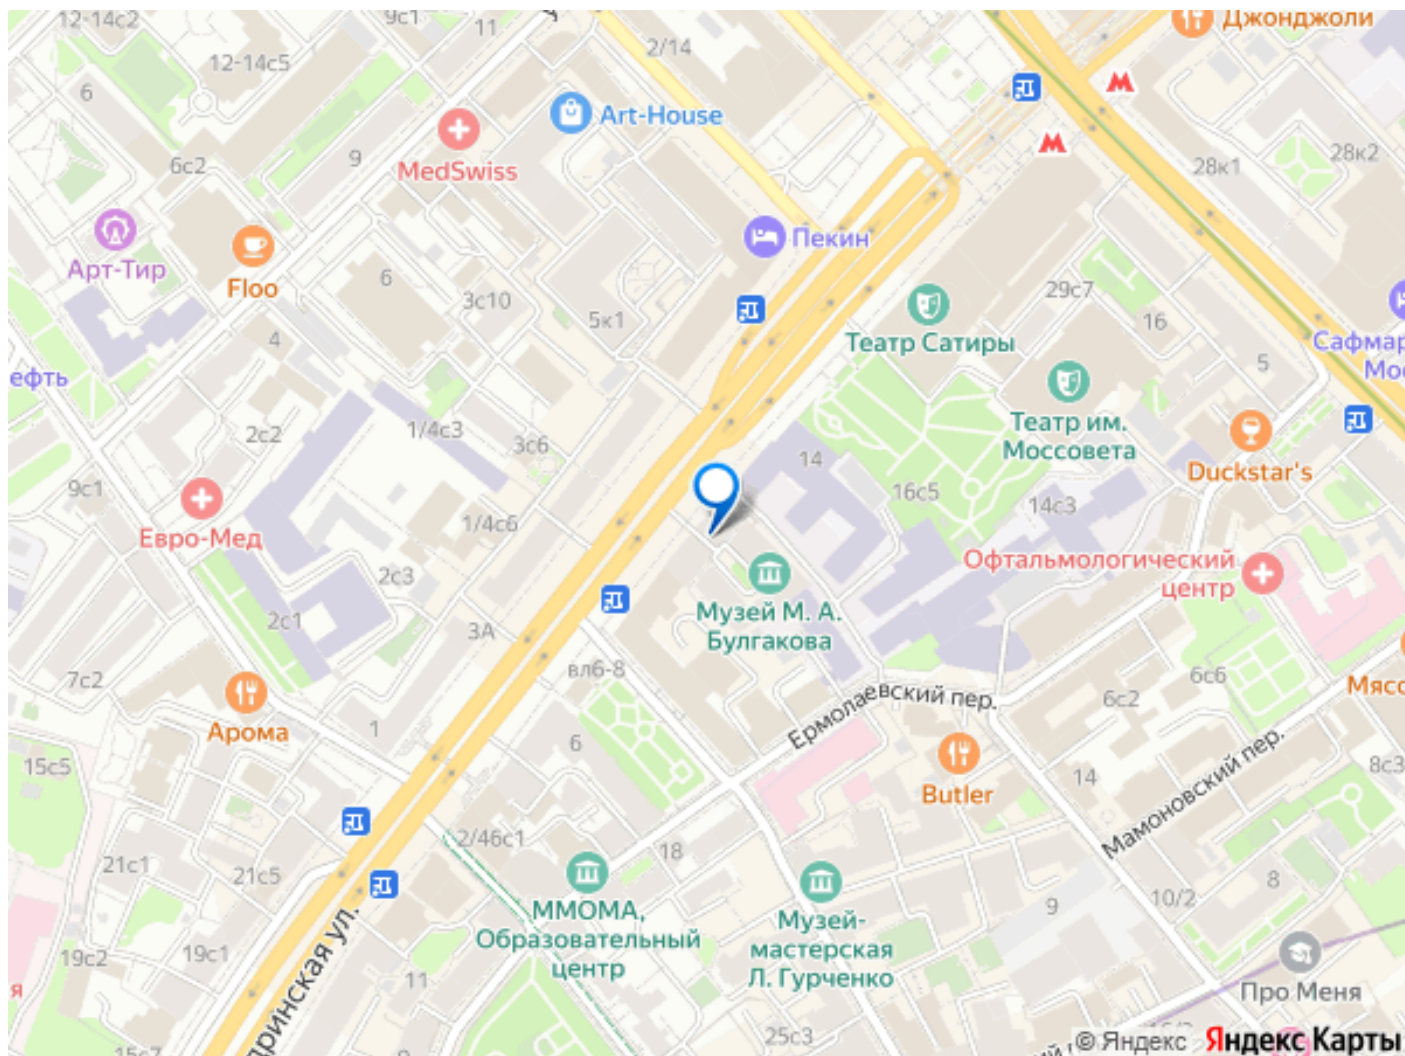 12-14с2
9с1
11
2/14
Джонджоли
12-14с5
6
Art-House
MedSwiss
6с2
9
28к1
28к2
Арт-Тир
Floo
Пекин
6
3с10
5к1
29с7
16
Театр Сатиры
Сафмар
Мос
4
5
ефть
Театр им.
Моссовета
2с2
1/4с3
3с6
14
Duckstar's
9с1
16с5
14с3
Евро-Мед
1/4с6
Офтальмологический
центр
2с3
Музей М. А.
Булгакова
2с1
3А
вл6-8
7с2
6с6
6с2
Мясо
Ермолаевский пер.
Арома
1
6
15с5
14
8с3
Butler
Мамоновский пер.
2/46с1
18
21с1
21с5
8
10/2
9
ММОМА,
Образовательный
центр
Музей-
мастерская
Л. Гурченко
19с1
19с2
11
я
Про Меня
дринская ул.
25с3
15с7
© Яндекс Яндекс Карты